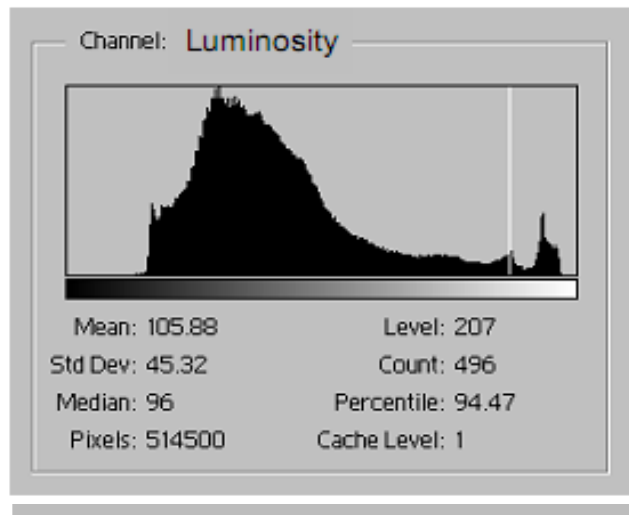 Channel: Luminosity
Mean: 105.88 Level: 207
Std Dev: 45.32 Count: 496
Median: 96 Percentile: 94.47
Pixels: 514500 Cache Level: 1